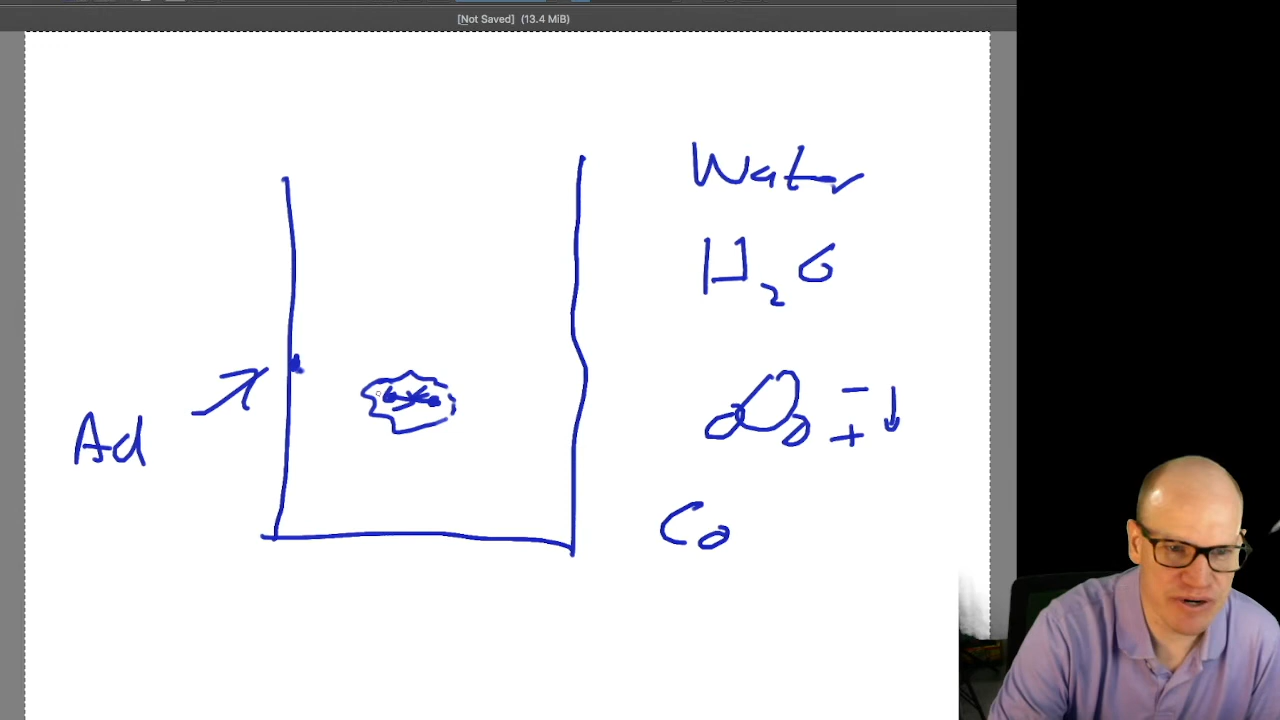 [Not Saved] (13.4 MiB)
Water
H₂O
−
+
Ad
Co